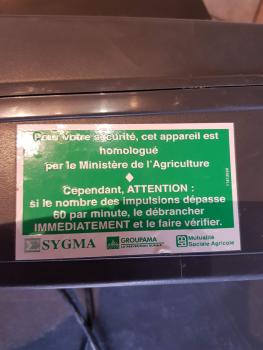 Pour votre sécurité, cet appareil est
homologué
par le Ministère de l'Agriculture
Cependant, ATTENTION :
si le nombre des impulsions dépasse
60 par minute, le débrancher
IMMEDIATEMENT et le faire vérifier.
SYGMA
GROUPAMA
Mutualité
Sociale Agricole